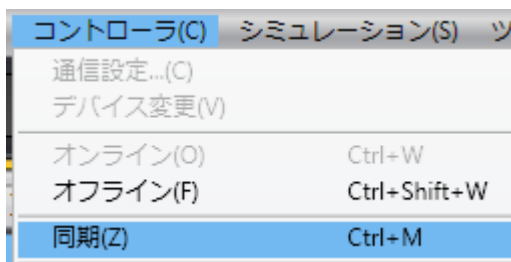 コントローラ(C) シミュレーション(S) ツ
通信設定...(C)
デバイス変更(V)
オンライン(O) Ctrl+W
オフライン(F) Ctrl+Shift+W
同期(Z) Ctrl+M